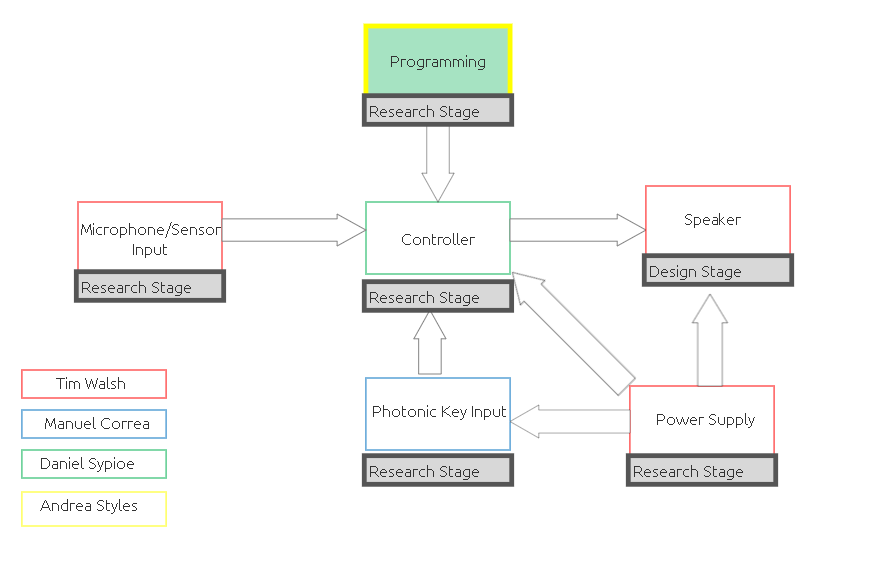 Programming
Research Stage
Microphone/Sensor
Input
Research Stage
Controller
Research Stage
Speaker
Design Stage
Photonic Key Input
Research Stage
Power Supply
Research Stage
Tim Walsh
Manuel Correa
Daniel Sypioe
Andrea Styles